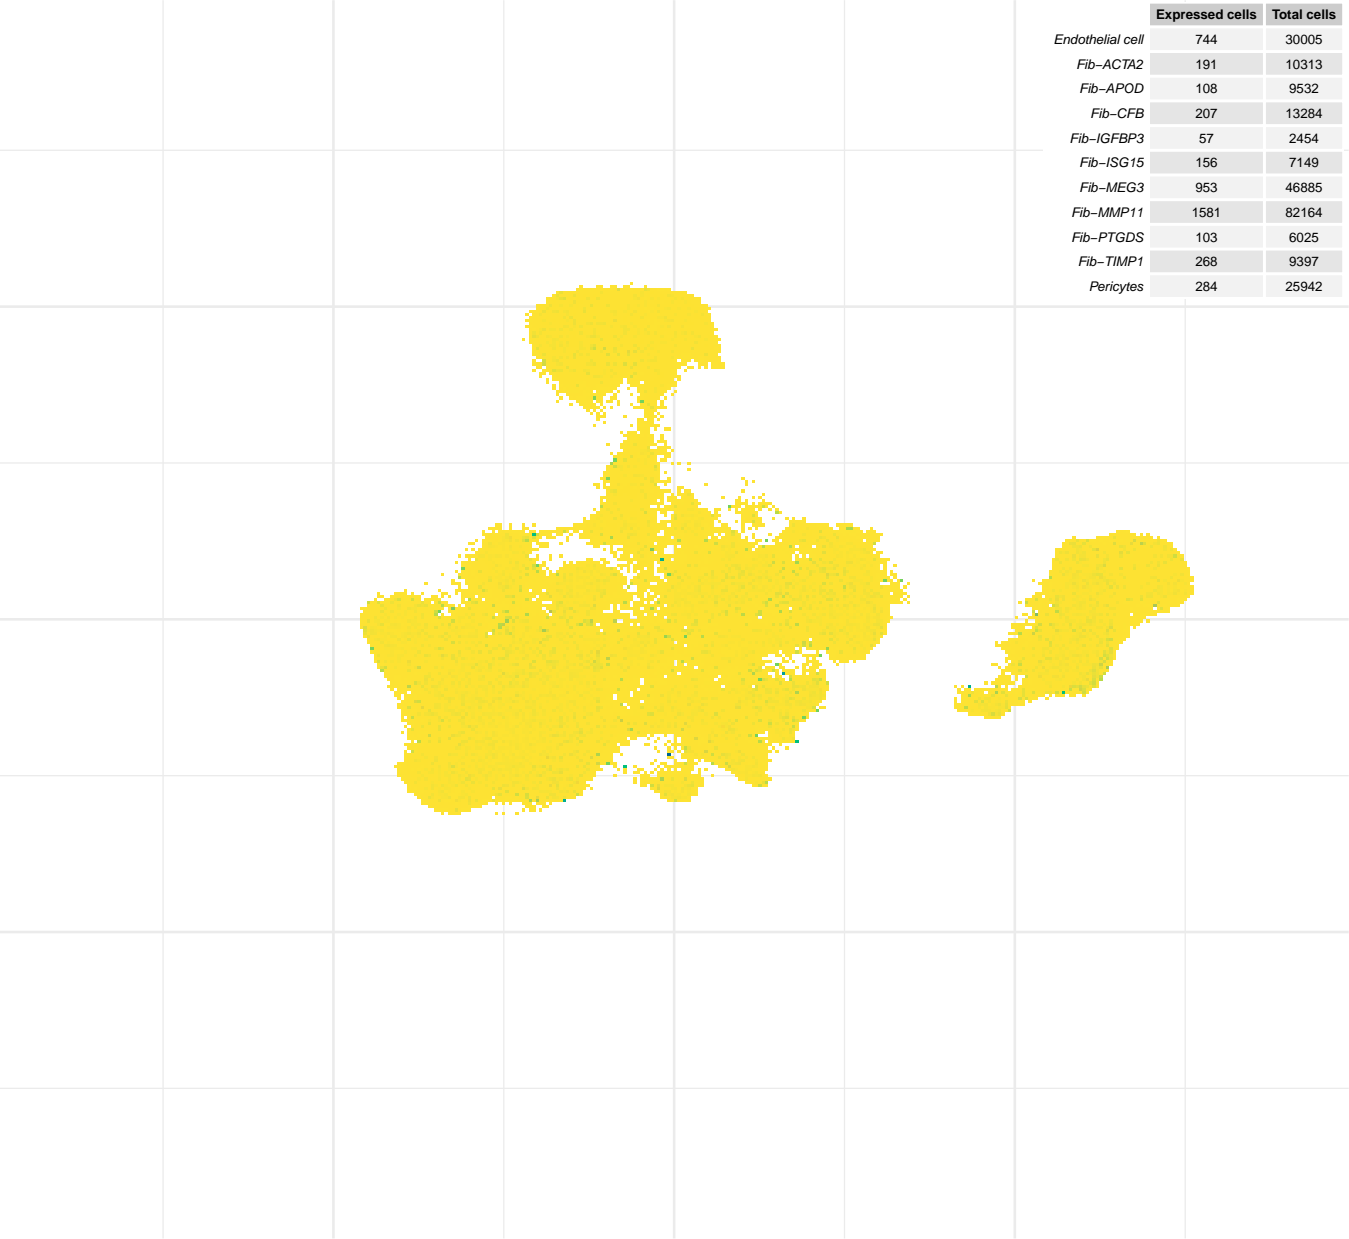 Expressed cells Total cells
Endothelial cell 744 30005
Fib−ACTA2 191 10313
Fib−APOD 108 9532
Fib−CFB 207 13284
Fib−IGFBP3 57 2454
Fib−ISG15 156 7149
Fib−MEG3 953 46885
Fib−MMP11 1581 82164
Fib−PTGDS 103 6025
Fib−TIMP1 268 9397
Pericytes 284 25942